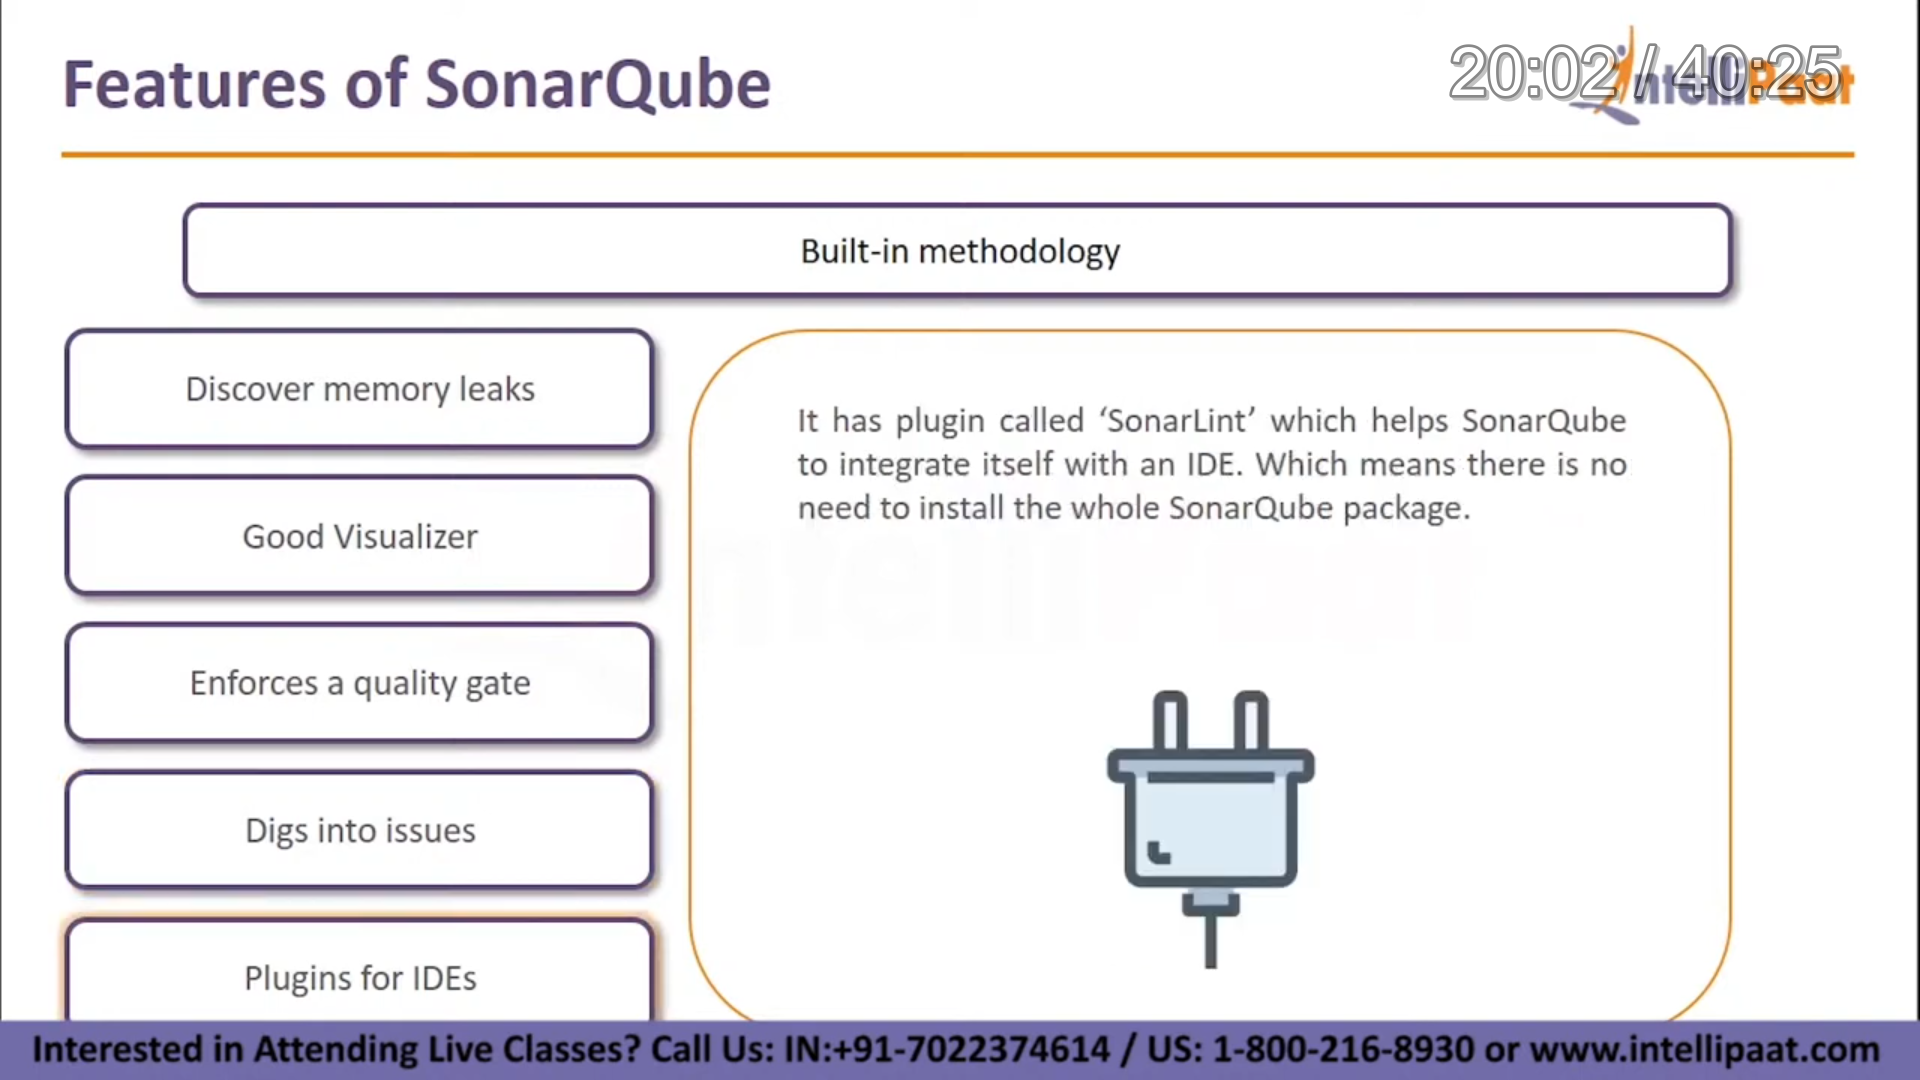 Features of SonarQube
20:02 / 40:25
IntelliPaat
Built-in methodology
Discover memory leaks
Good Visualizer
Enforces a quality gate
Digs into issues
Plugins for IDEs
It has plugin called ‘SonarLint’ which helps SonarQube
to integrate itself with an IDE. Which means there is no
need to install the whole SonarQube package.
Interested in Attending Live Classes? Call Us: IN:+91-7022374614 / US: 1-800-216-8930 or www.intellipaat.com